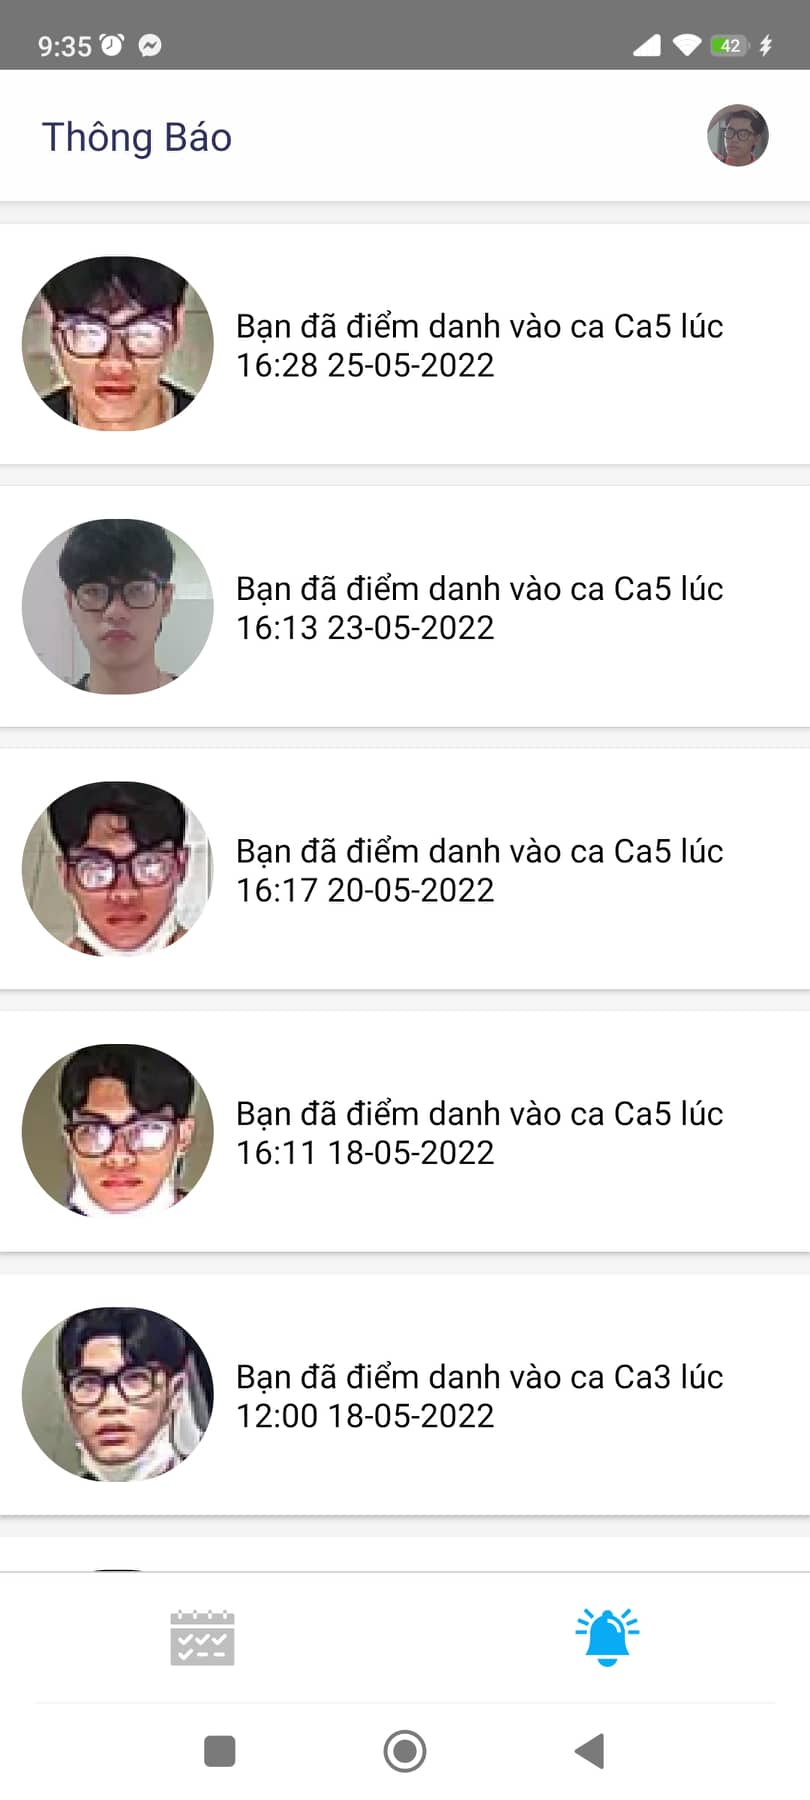 9:35
42
Thông Báo
Bạn đã điểm danh vào ca Ca5 lúc
16:28 25-05-2022
Bạn đã điểm danh vào ca Ca5 lúc
16:13 23-05-2022
Bạn đã điểm danh vào ca Ca5 lúc
16:17 20-05-2022
Bạn đã điểm danh vào ca Ca5 lúc
16:11 18-05-2022
Bạn đã điểm danh vào ca Ca3 lúc
12:00 18-05-2022